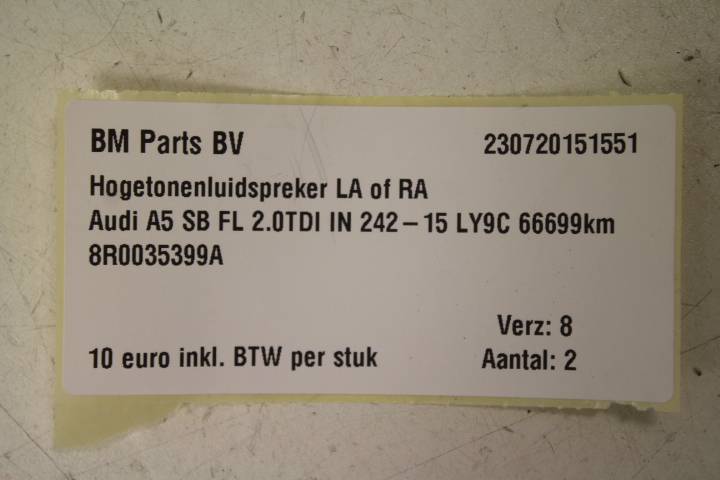 BM Parts BV 230720151551
Hogetonenluidspreker LA of RA
Audi A5 SB FL 2.0TDI IN 242-15 LY9C 66699km
8R0035399A
Verz: 8
10 euro inkl. BTW per stuk Aantal: 2